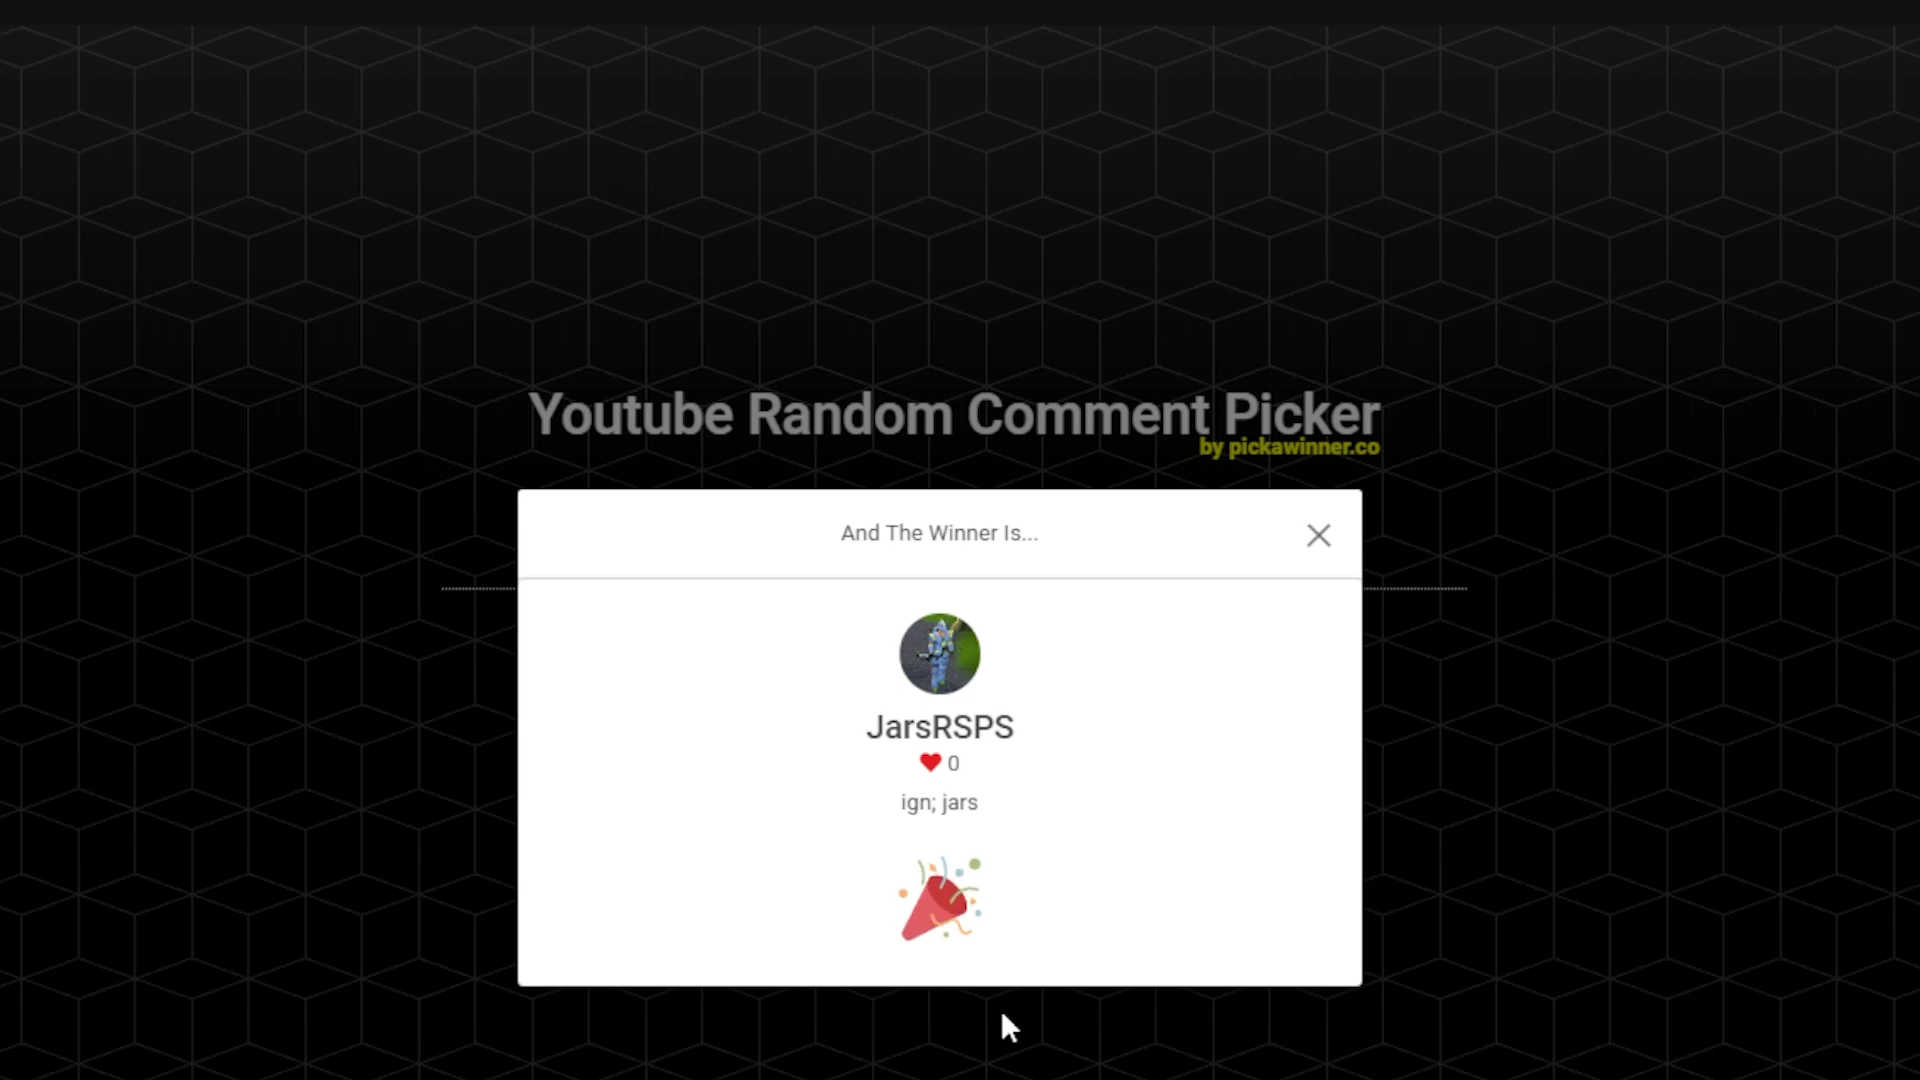 Youtube Random Comment Picker
by pickawinner.co
And The Winner Is...
JarsRSPS
0
ign; jars